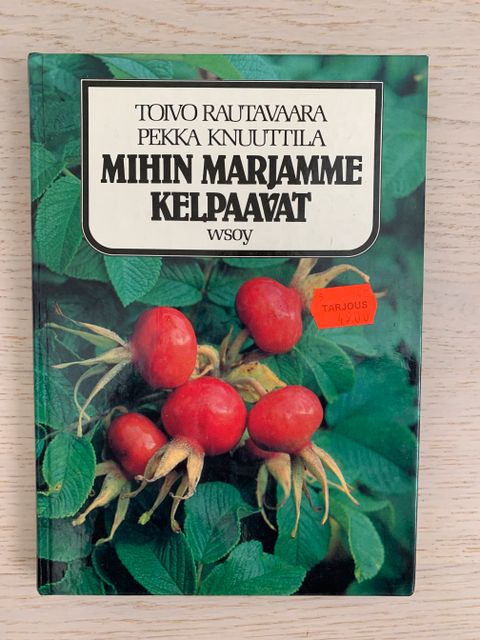 TOIVO RAUTAVAARA
PEKKA KNUUTTILA
MIHIN MARJAMME
KELPAAVAT
wsoy
TARJOUS